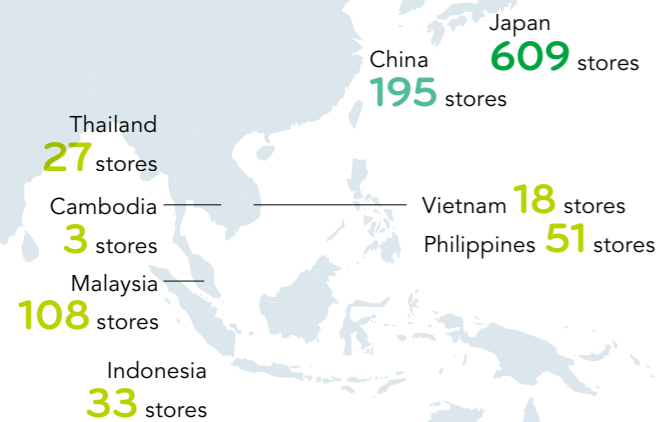 Japan
609 stores
China
195 stores
Thailand
27 stores
Cambodia
3 stores
Vietnam 18 stores
Philippines 51 stores
Malaysia
108 stores
Indonesia
33 stores